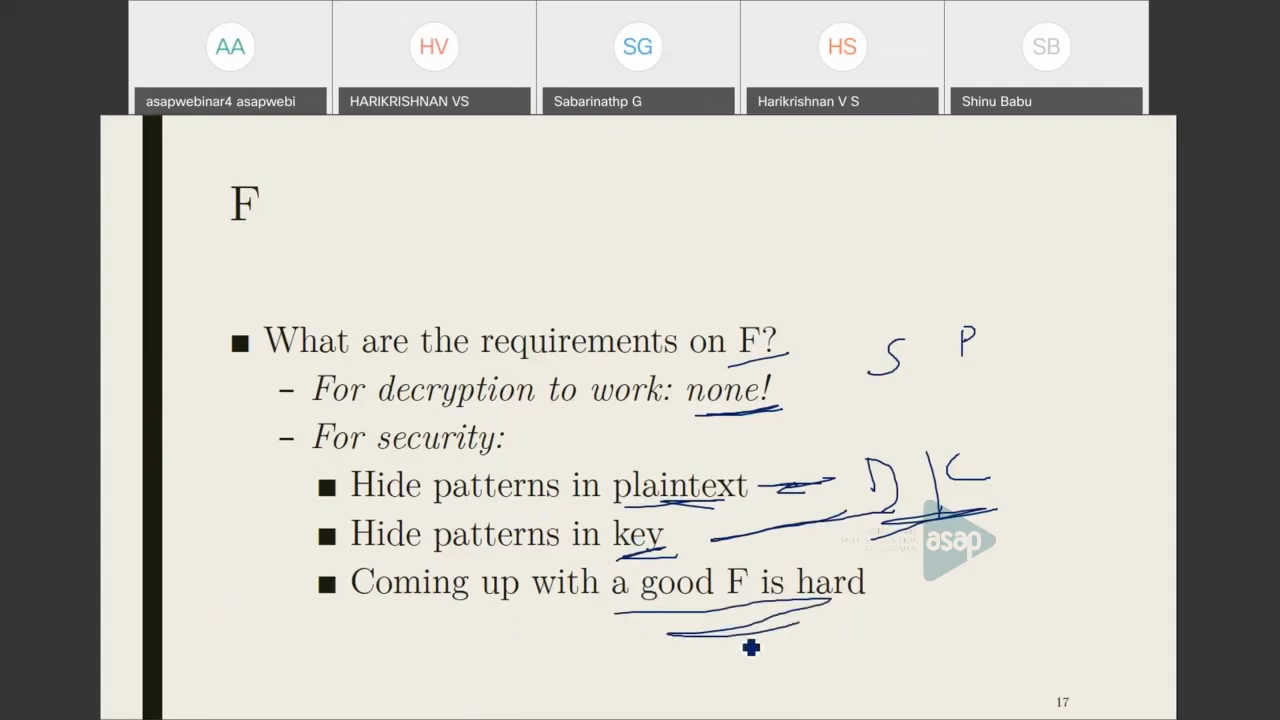 AA HV SG HS SB
asapwebinar4 asapwebi HARIKRISHNAN VS Sabarinathp G Harikrishnan V S Shinu Babu
F
■ What are the requirements on F?
– For decryption to work: none!
– For security:
■ Hide patterns in plaintext
■ Hide patterns in key
■ Coming up with a good F is hard
S P
D C
asap
17